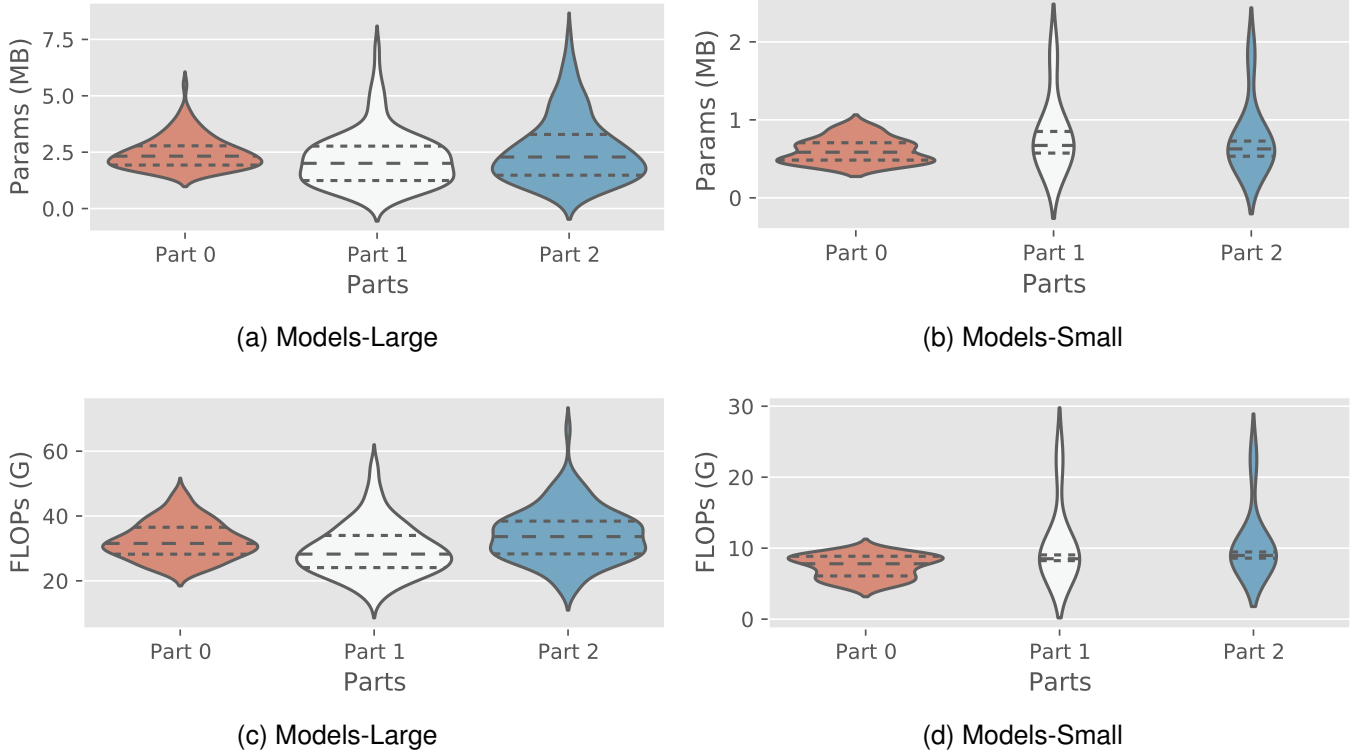 Params (MB)
7.5
5.0
2.5
0.0
Part 0 Part 1 Part 2
Parts
(a) Models-Large
Params (MB)
2
1
0
Part 0 Part 1 Part 2
Parts
(b) Models-Small
FLOPs (G)
60
40
20
Part 0 Part 1 Part 2
Parts
(c) Models-Large
FLOPs (G)
30
20
10
0
Part 0 Part 1 Part 2
Parts
(d) Models-Small